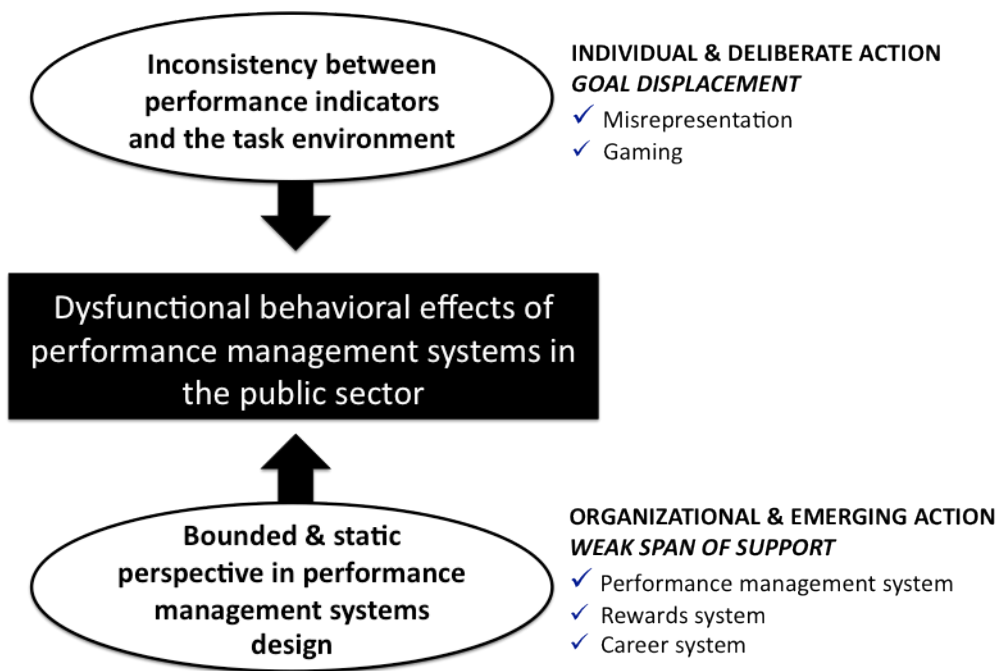 Inconsistency between
performance indicators
and the task environment
INDIVIDUAL & DELIBERATE ACTION
GOAL DISPLACEMENT
✓ Misrepresentation
✓ Gaming
Dysfunctional behavioral effects of
performance management systems in
the public sector
Bounded & static
perspective in performance
management systems
design
ORGANIZATIONAL & EMERGING ACTION
WEAK SPAN OF SUPPORT
✓ Performance management system
✓ Rewards system
✓ Career system